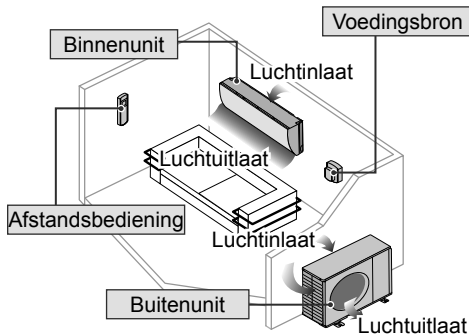 Voedingsbron
Binnenunit
Luchtinlaat
Luchtuitlaat
Afstandsbediening
Luchtinlaat
Buitenunit
Luchtuitlaat